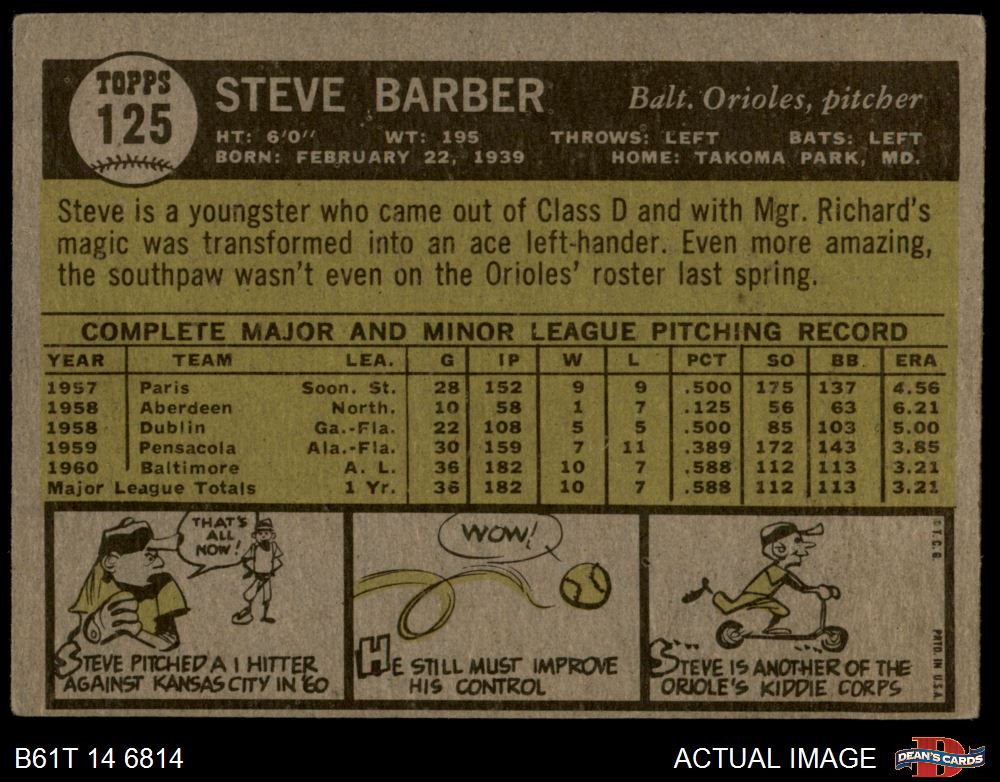 TOPPS
125
STEVE BARBER Balt. Orioles, pitcher
HT: 6'0" WT: 195 THROWS: LEFT BATS: LEFT
BORN: FEBRUARY 22, 1939 HOME: TAKOMA PARK, MD.
Steve is a youngster who came out of Class D and with Mgr. Richard's
magic was transformed into an ace left-hander. Even more amazing,
the southpaw wasn't even on the Orioles' roster last spring.
COMPLETE MAJOR AND MINOR LEAGUE PITCHING RECORD
YEAR TEAM LEA. G IP W L PCT SO BB ERA
1957 Paris Soon. St. 28 152 9 9 .500 175 137 4.56
1958 Aberdeen North. 10 58 1 7 .125 56 63 6.21
1958 Dublin Ga.-Fla. 22 108 5 5 .500 85 103 5.00
1959 Pensacola Ala.-Fla. 30 159 7 11 .389 172 143 3.85
1960 Baltimore A. L. 36 182 10 7 .588 112 113 3.21
Major League Totals 1 Yr. 36 182 10 7 .588 112 113 3.21
THAT'S
ALL
NOW!
STEVE PITCHED A 1 HITTER
AGAINST KANSAS CITY IN '60
WOW!
HE STILL MUST IMPROVE
HIS CONTROL
STEVE IS ANOTHER OF THE
ORIOLE'S KIDDIE CORPS
© T.C.G.
PRTD. IN U.S.A.
B61T 14 6814
ACTUAL IMAGE
D
DEAN'S CARDS